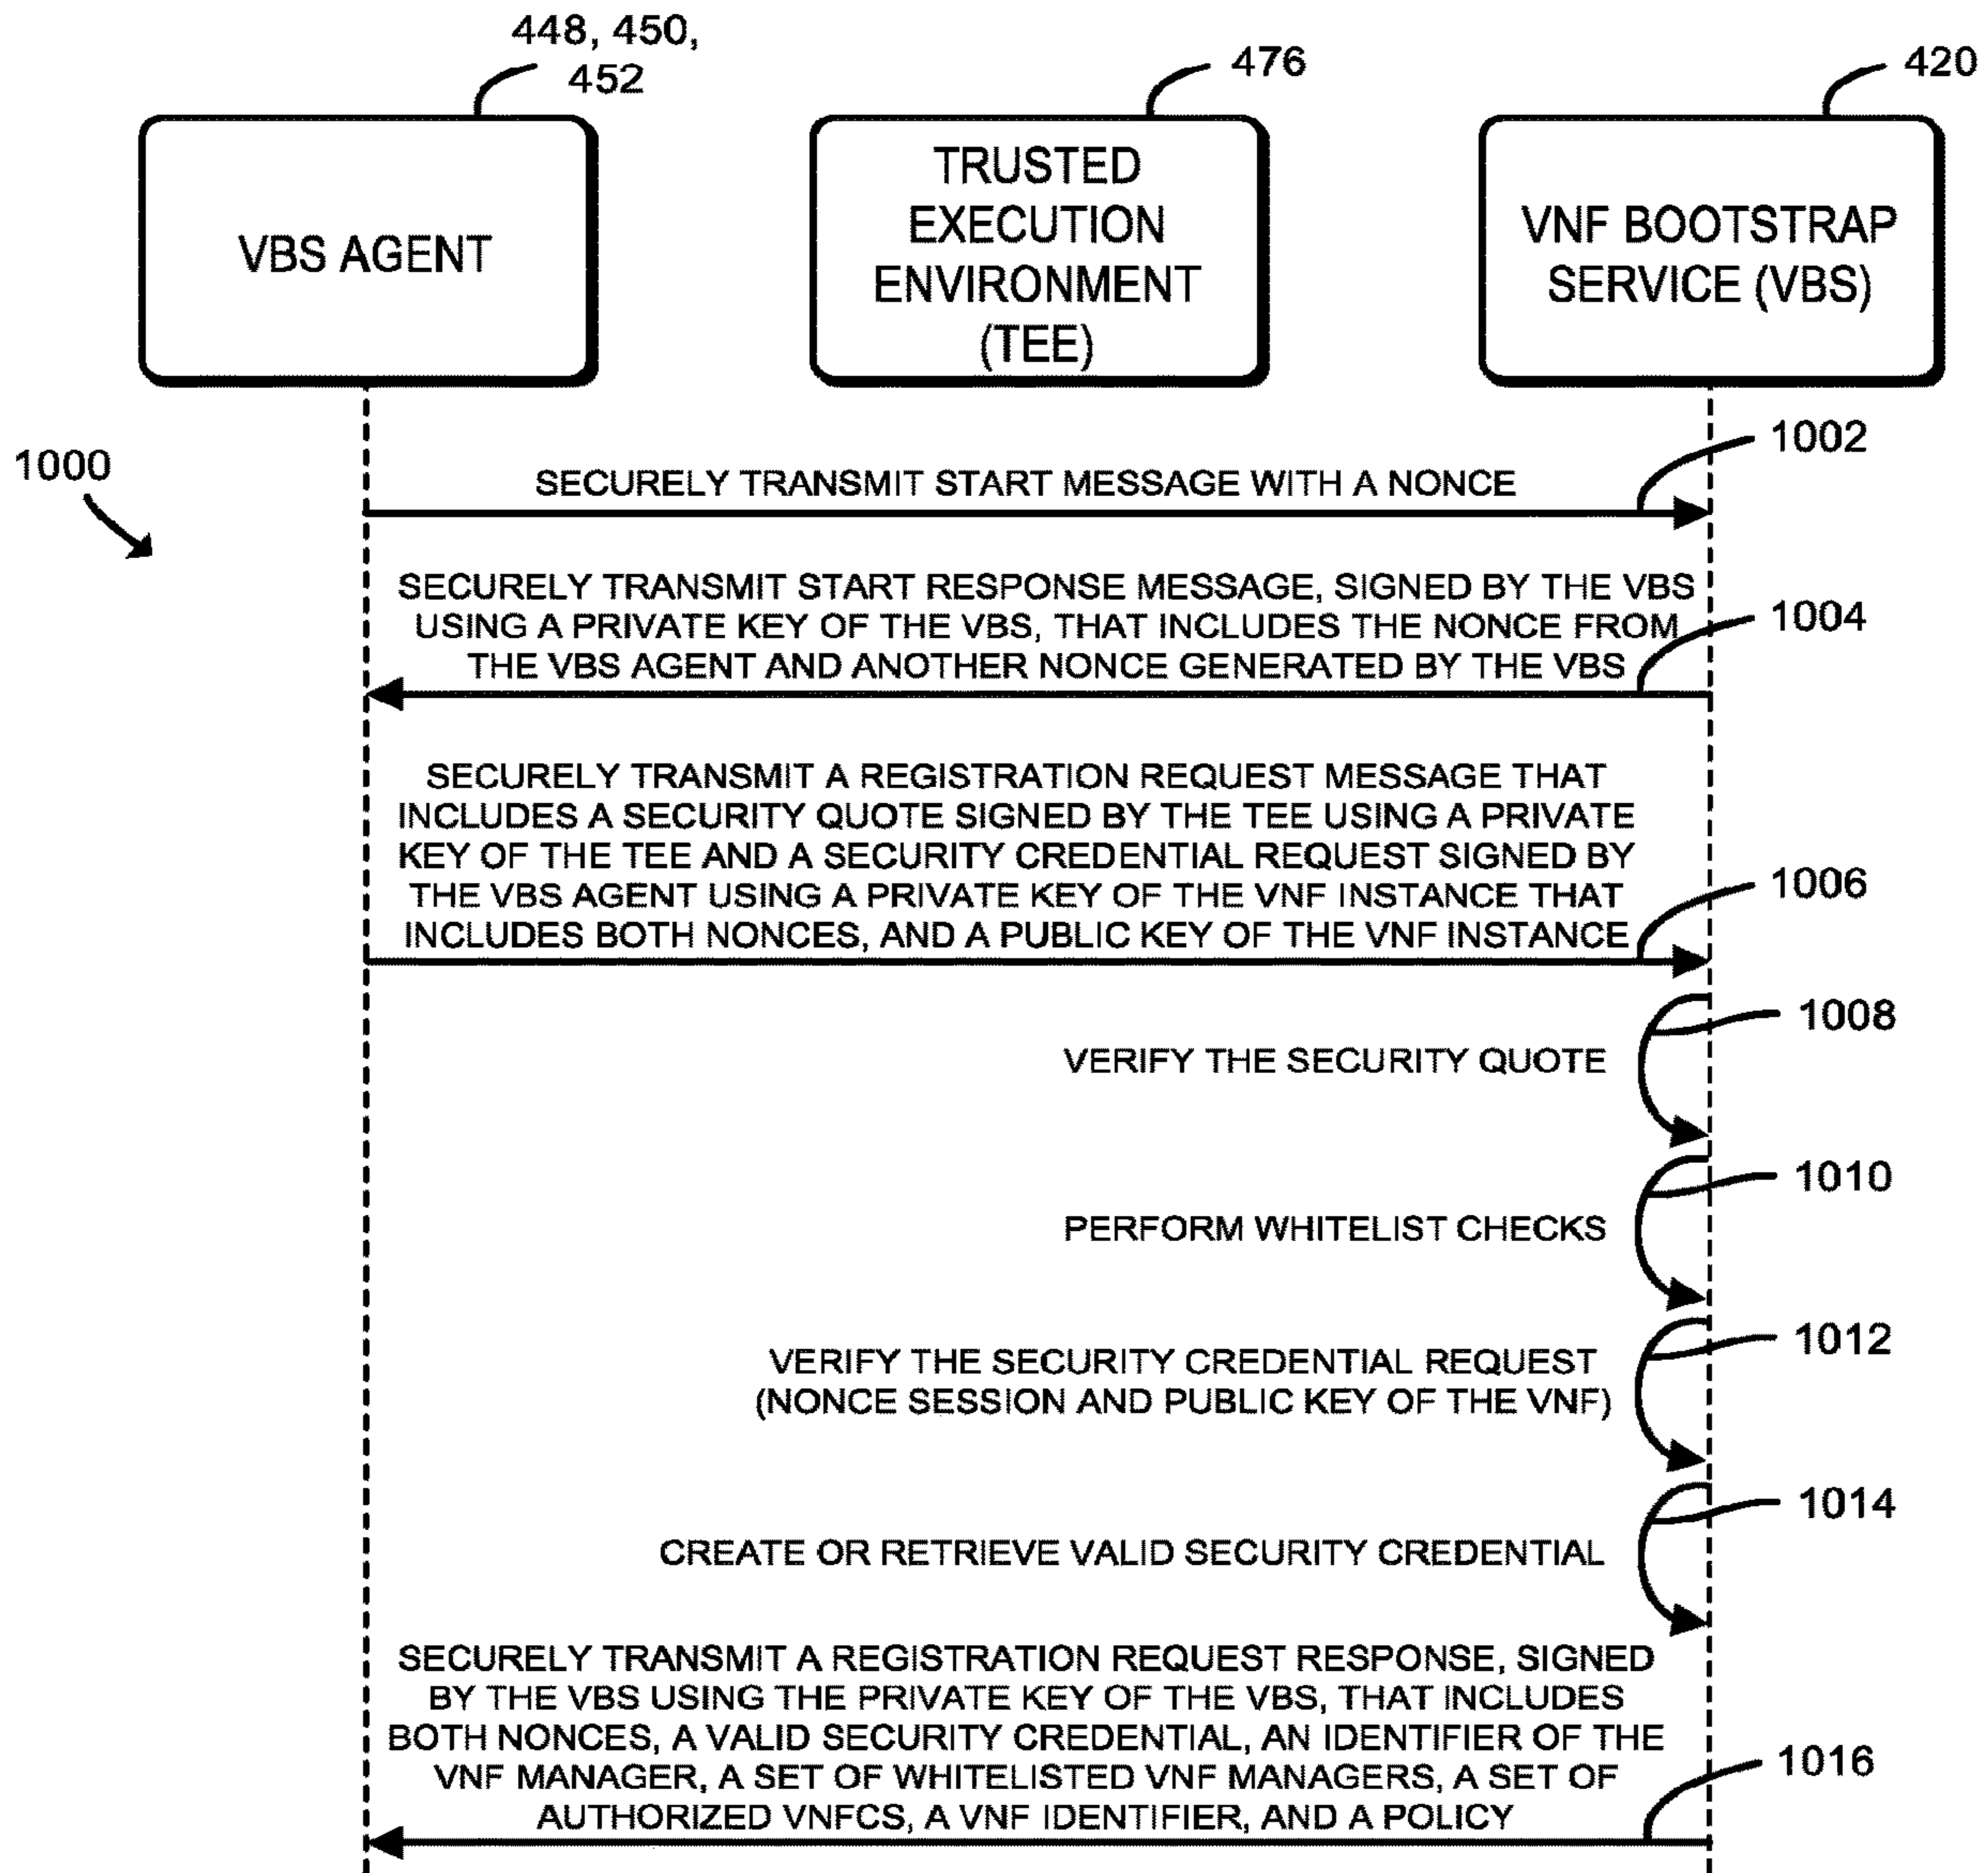 448, 450,
452
476
420
VBS AGENT
TRUSTED
EXECUTION
ENVIRONMENT
(TEE)
VNF BOOTSTRAP
SERVICE (VBS)
1000
1002
SECURELY TRANSMIT START MESSAGE WITH A NONCE
SECURELY TRANSMIT START RESPONSE MESSAGE, SIGNED BY THE VBS
USING A PRIVATE KEY OF THE VBS, THAT INCLUDES THE NONCE FROM
THE VBS AGENT AND ANOTHER NONCE GENERATED BY THE VBS
1004
SECURELY TRANSMIT A REGISTRATION REQUEST MESSAGE THAT
INCLUDES A SECURITY QUOTE SIGNED BY THE TEE USING A PRIVATE
KEY OF THE TEE AND A SECURITY CREDENTIAL REQUEST SIGNED BY
THE VBS AGENT USING A PRIVATE KEY OF THE VNF INSTANCE THAT
INCLUDES BOTH NONCES, AND A PUBLIC KEY OF THE VNF INSTANCE
1006
1008
VERIFY THE SECURITY QUOTE
1010
PERFORM WHITELIST CHECKS
1012
VERIFY THE SECURITY CREDENTIAL REQUEST
(NONCE SESSION AND PUBLIC KEY OF THE VNF)
1014
CREATE OR RETRIEVE VALID SECURITY CREDENTIAL
SECURELY TRANSMIT A REGISTRATION REQUEST RESPONSE, SIGNED
BY THE VBS USING THE PRIVATE KEY OF THE VBS, THAT INCLUDES
BOTH NONCES, A VALID SECURITY CREDENTIAL, AN IDENTIFIER OF THE
VNF MANAGER, A SET OF WHITELISTED VNF MANAGERS, A SET OF
AUTHORIZED VNFCS, A VNF IDENTIFIER, AND A POLICY
1016